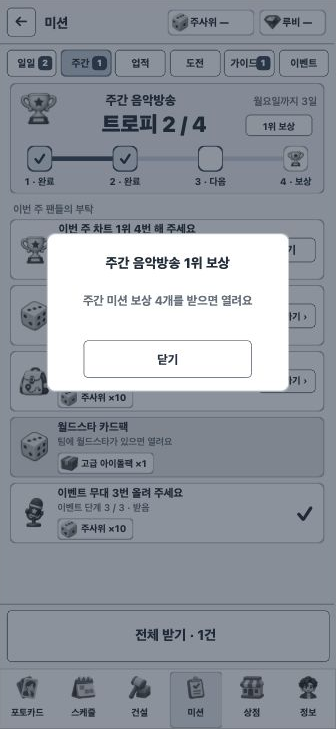 미션
주사위 —
루비 —
일일 2
주간 1
업적
도전
가이드 1
이벤트
주간 음악방송
월요일까지 3일
트로피 2 / 4
1위 보상
1 · 완료
2 · 완료
3 · 다음
4 · 보상
이번 주 팬들의 부탁
이번 주 차트 1위 4번 해 주세요
기
주간 음악방송 1위 보상
주간 미션 보상 4개를 받으면 열려요
가기 ›
닫기
가기 ›
주사위 ×10
월드스타 카드팩
팀에 월드스타가 있으면 열려요
고급 아이돌팩 ×1
이벤트 무대 3번 올려 주세요
이벤트 단계 3 / 3 · 받음
주사위 ×10
전체 받기 · 1건
포토카드
스케줄
건설
미션
상점
정보